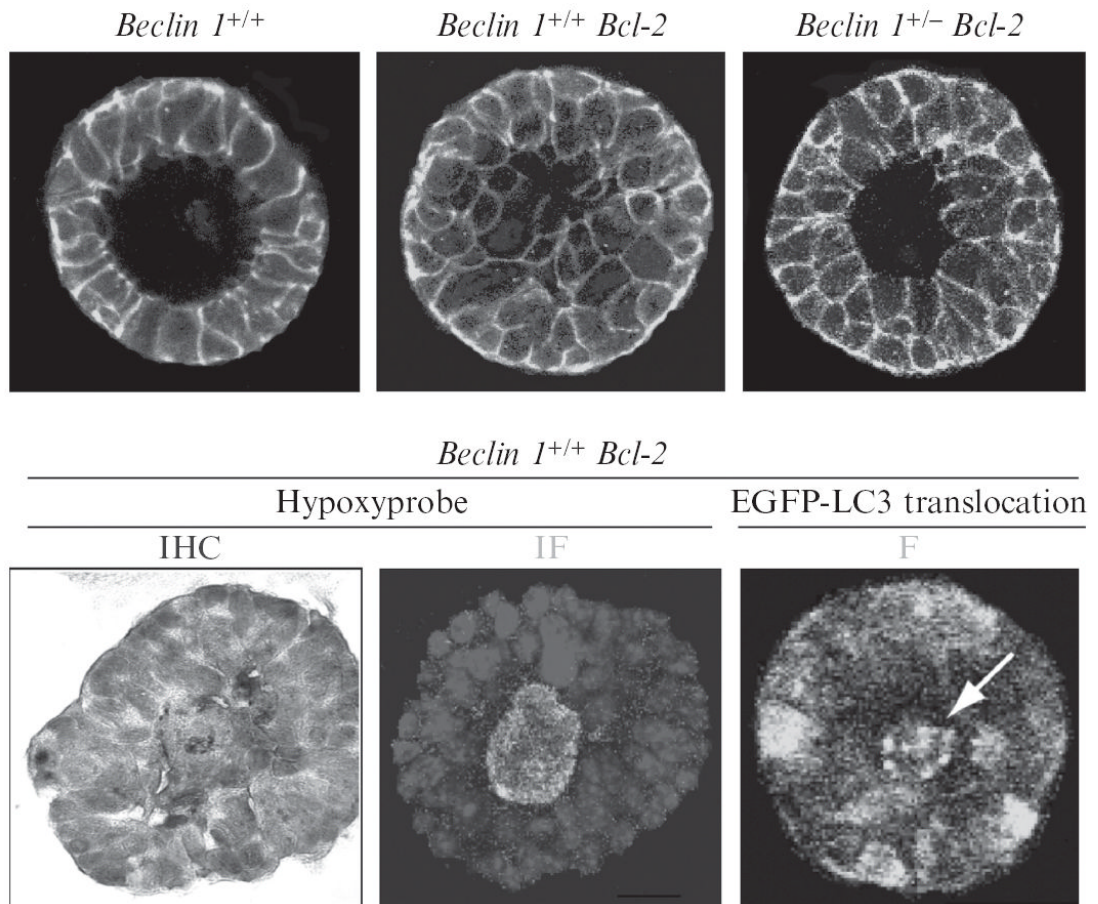 Beclin 1+/+ Beclin 1+/+ Bcl-2 Beclin 1+/− Bcl-2
Beclin 1+/+ Bcl-2
Hypoxyprobe EGFP-LC3 translocation
IHC IF F